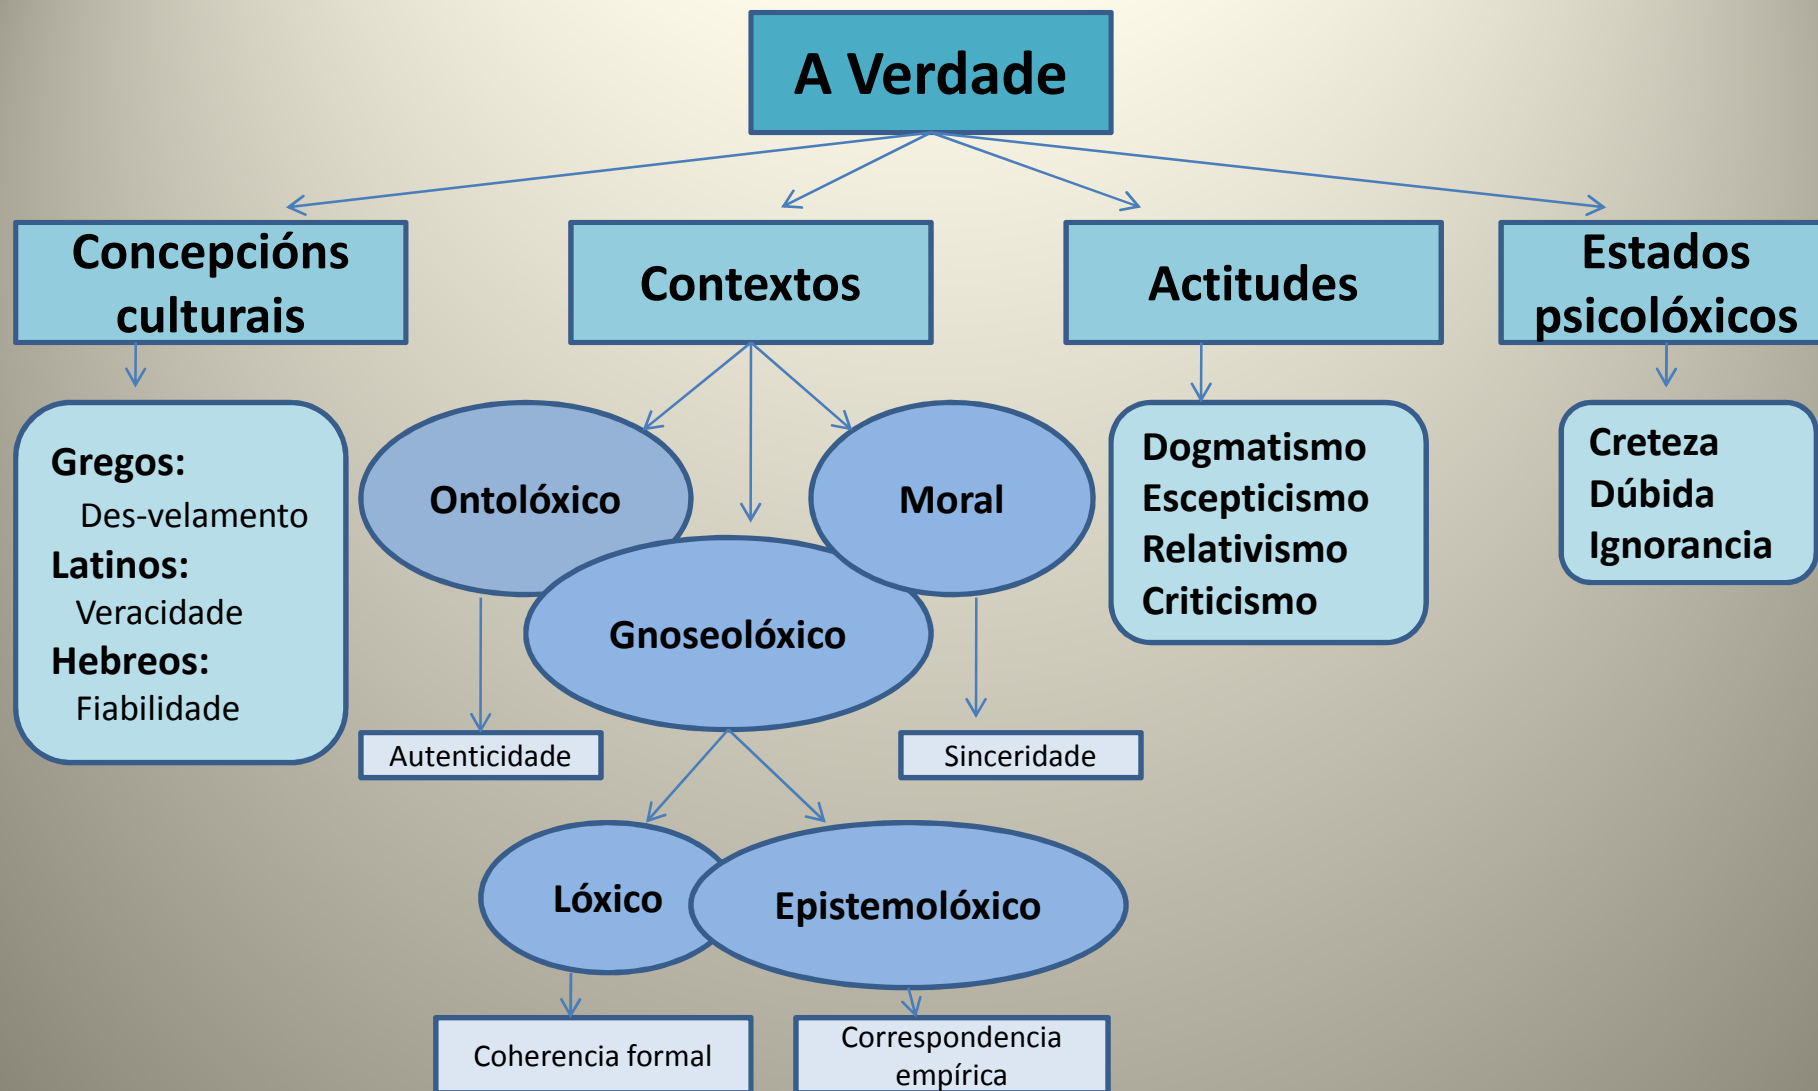 A Verdade
Concepcións
culturais
Contextos
Actitudes
Estados
psicolóxicos
Gregos:
Des-velamento
Latinos:
Veracidade
Hebreos:
Fiabilidade
Ontolóxico
Moral
Gnoseolóxico
Dogmatismo
Escepticismo
Relativismo
Criticismo
Creteza
Dúbida
Ignorancia
Autenticidade
Sinceridade
Lóxico
Epistemolóxico
Coherencia formal
Correspondencia
empírica